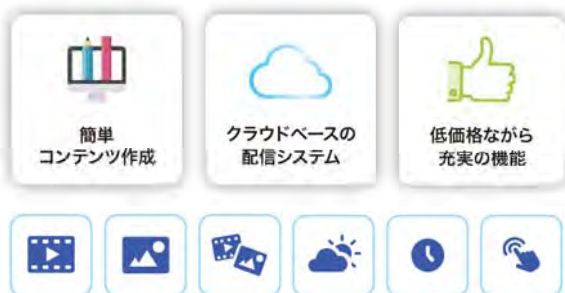 簡単
コンテンツ作成
クラウドベースの
配信システム
低価格ながら
充実の機能